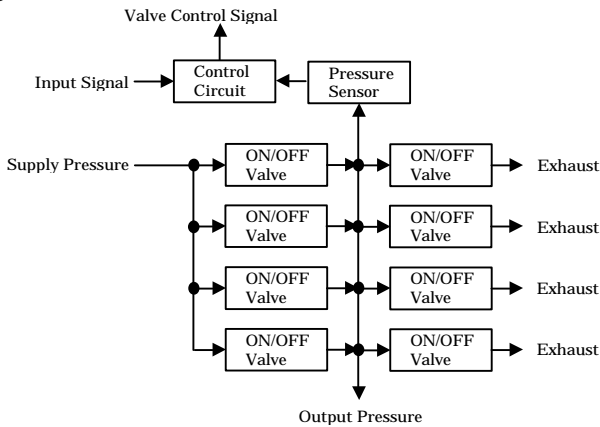 Valve Control Signal
Input Signal
Control
Circuit
Pressure
Sensor
Supply Pressure
ON/OFF
Valve
ON/OFF
Valve
Exhaust
ON/OFF
Valve
ON/OFF
Valve
Exhaust
ON/OFF
Valve
ON/OFF
Valve
Exhaust
ON/OFF
Valve
ON/OFF
Valve
Exhaust
Output Pressure